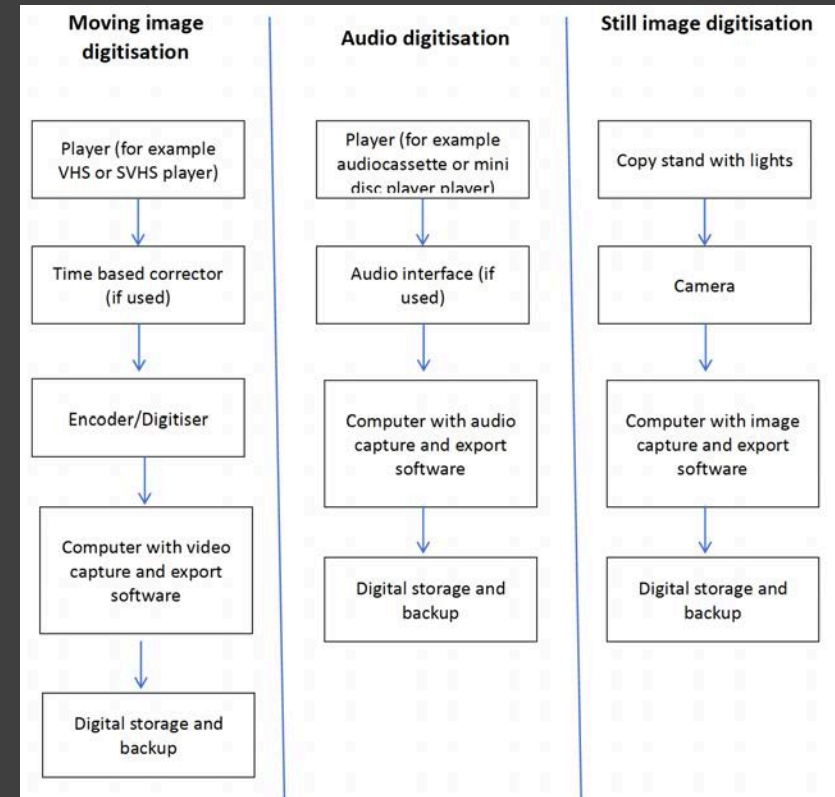 Moving image
digitisation
Player (for example
VHS or SVHS player)
Time based corrector
(if used)
Encoder/Digitiser
Computer with video
capture and export
software
Digital storage and
backup
Audio digitisation
Player (for example
audiocassette or mini
disc player player)
Audio interface (if
used)
Computer with audio
capture and export
software
Digital storage and
backup
Still image digitisation
Copy stand with lights
Camera
Computer with image
capture and export
software
Digital storage and
backup